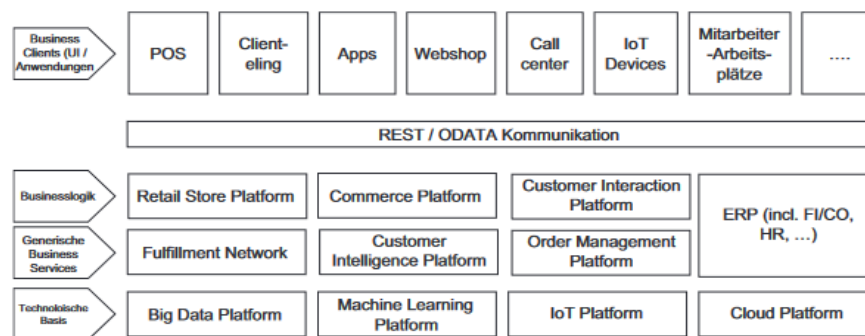 Business
Clients (UI /
Anwendungen
POS
Client-
eling
Apps
Webshop
Call
center
IoT
Devices
Mitarbeiter
-Arbeits-
plätze
....
REST / ODATA Kommunikation
Businesslogik
Retail Store Platform
Commerce Platform
Customer Interaction
Platform
ERP (incl. FI/CO,
HR, ...)
Generische
Business
Services
Fulfillment Network
Customer
Intelligence Platform
Order Management
Platform
Technoloische
Basis
Big Data Platform
Machine Learning
Platform
IoT Platform
Cloud Platform